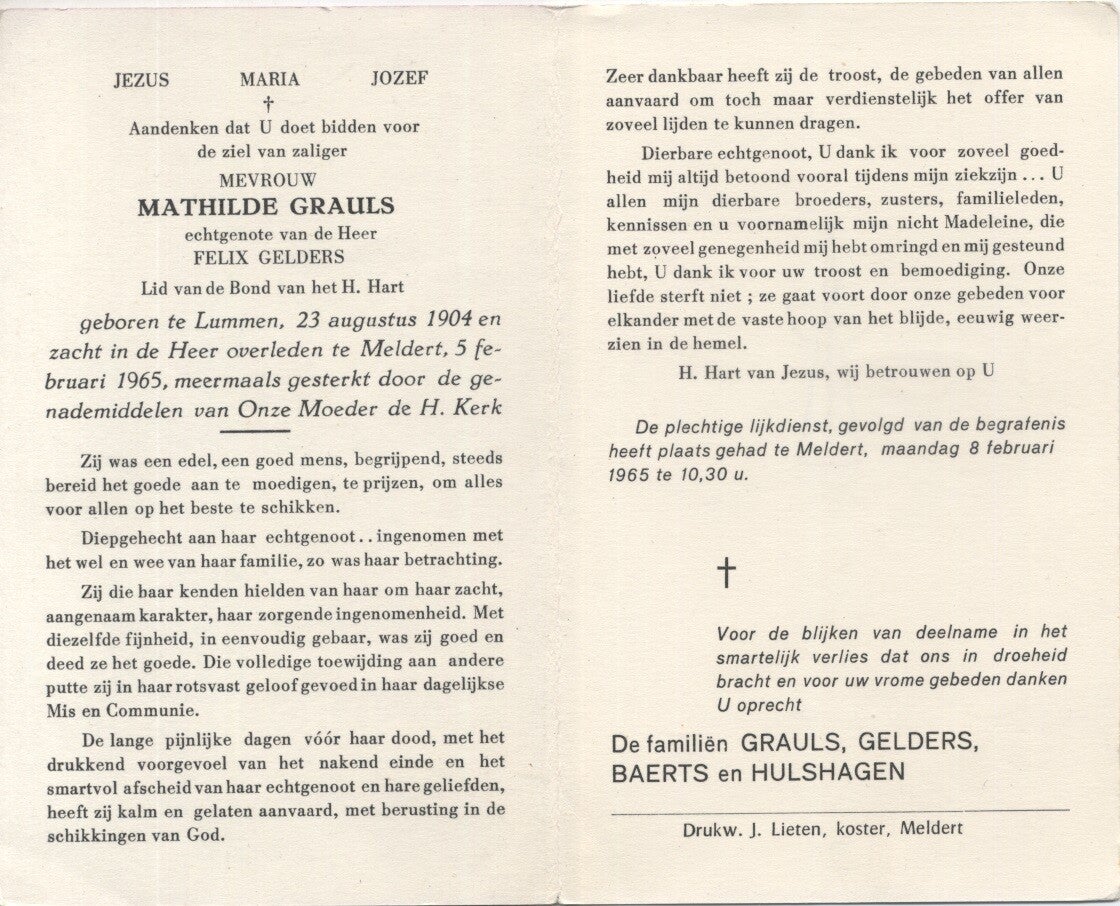 JEZUS MARIA JOZEF
†
Aandenken dat U doet bidden voor
de ziel van zaliger
MEVROUW
MATHILDE GRAULS
echtgenote van de Heer
FELIX GELDERS
Lid van de Bond van het H. Hart
geboren te Lummen, 23 augustus 1904 en
zacht in de Heer overleden te Meldert, 5 fe-
bruari 1965, meermaals gesterkt door de ge-
nademiddelen van Onze Moeder de H. Kerk
Zij was een edel, een goed mens, begrijpend, steeds
bereid het goede aan te moedigen, te prijzen, om alles
voor allen op het beste te schikken.
Diepgehecht aan haar echtgenoot.. ingenomen met
het wel en wee van haar familie, zo was haar betrachting.
Zij die haar kenden hielden van haar om haar zacht,
aangenaam karakter, haar zorgende ingenomenheid. Met
diezelfde fijnheid, in eenvoudig gebaar, was zij goed en
deed ze het goede. Die volledige toewijding aan andere
putte zij in haar rotsvast geloof gevoed in haar dagelijkse
Mis en Communie.
De lange pijnlijke dagen vóór haar dood, met het
drukkend voorgevoel van het nakend einde en het
smartvol afscheid van haar echtgenoot en hare geliefden,
heeft zij kalm en gelaten aanvaard, met berusting in de
schikkingen van God.
Zeer dankbaar heeft zij de troost, de gebeden van allen
aanvaard om toch maar verdienstelijk het offer van
zoveel lijden te kunnen dragen.
Dierbare echtgenoot, U dank ik voor zoveel goed-
heid mij altijd betoond vooral tijdens mijn ziekzijn ... U
allen mijn dierbare broeders, zusters, familieleden,
kennissen en u voornamelijk mijn nicht Madeleine, die
met zoveel genegenheid mij hebt omringd en mij gesteund
hebt, U dank ik voor uw troost en bemoediging. Onze
liefde sterft niet ; ze gaat voort door onze gebeden voor
elkander met de vaste hoop van het blijde, eeuwig weer-
zien in de hemel.
H. Hart van Jezus, wij betrouwen op U
De plechtige lijkdienst, gevolgd van de begrafenis
heeft plaats gehad te Meldert, maandag 8 februari
1965 te 10,30 u.
†
Voor de blijken van deelname in het
smartelijk verlies dat ons in droeheid
bracht en voor uw vrome gebeden danken
U oprecht
De familiën GRAULS, GELDERS,
BAERTS en HULSHAGEN
Drukw. J. Lieten, koster, Meldert